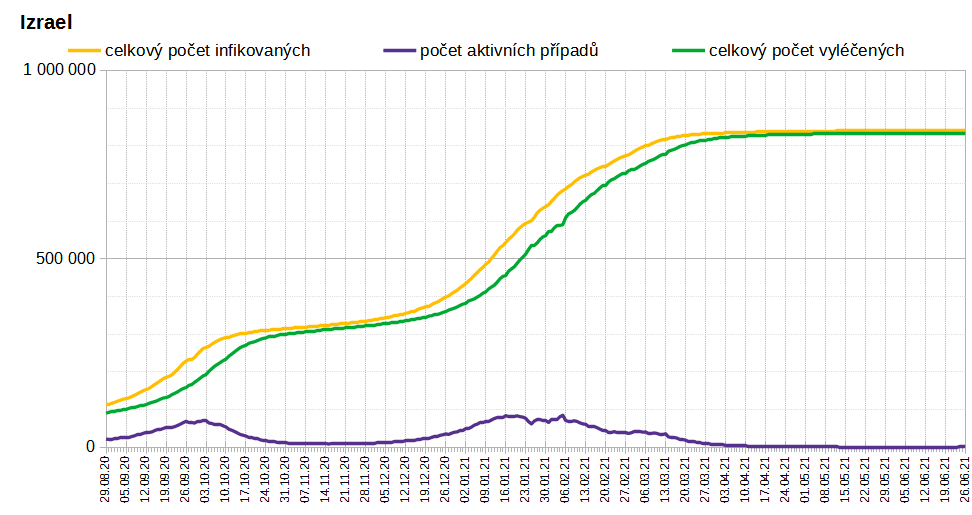 Izrael
celkový počet infikovaných počet aktivních případů celkový počet vyléčených
1 000 000
500 000
0
29.08.20 05.09.20 12.09.20 19.09.20 26.09.20 03.10.20 10.10.20 17.10.20 24.10.20 31.10.20 07.11.20 14.11.20 21.11.20 28.11.20 05.12.20 12.12.20 19.12.20 26.12.20 02.01.21 09.01.21 16.01.21 23.01.21 30.01.21 06.02.21 13.02.21 20.02.21 27.02.21 06.03.21 13.03.21 20.03.21 27.03.21 03.04.21 10.04.21 17.04.21 24.04.21 01.05.21 08.05.21 15.05.21 22.05.21 29.05.21 05.06.21 12.06.21 19.06.21 26.06.21